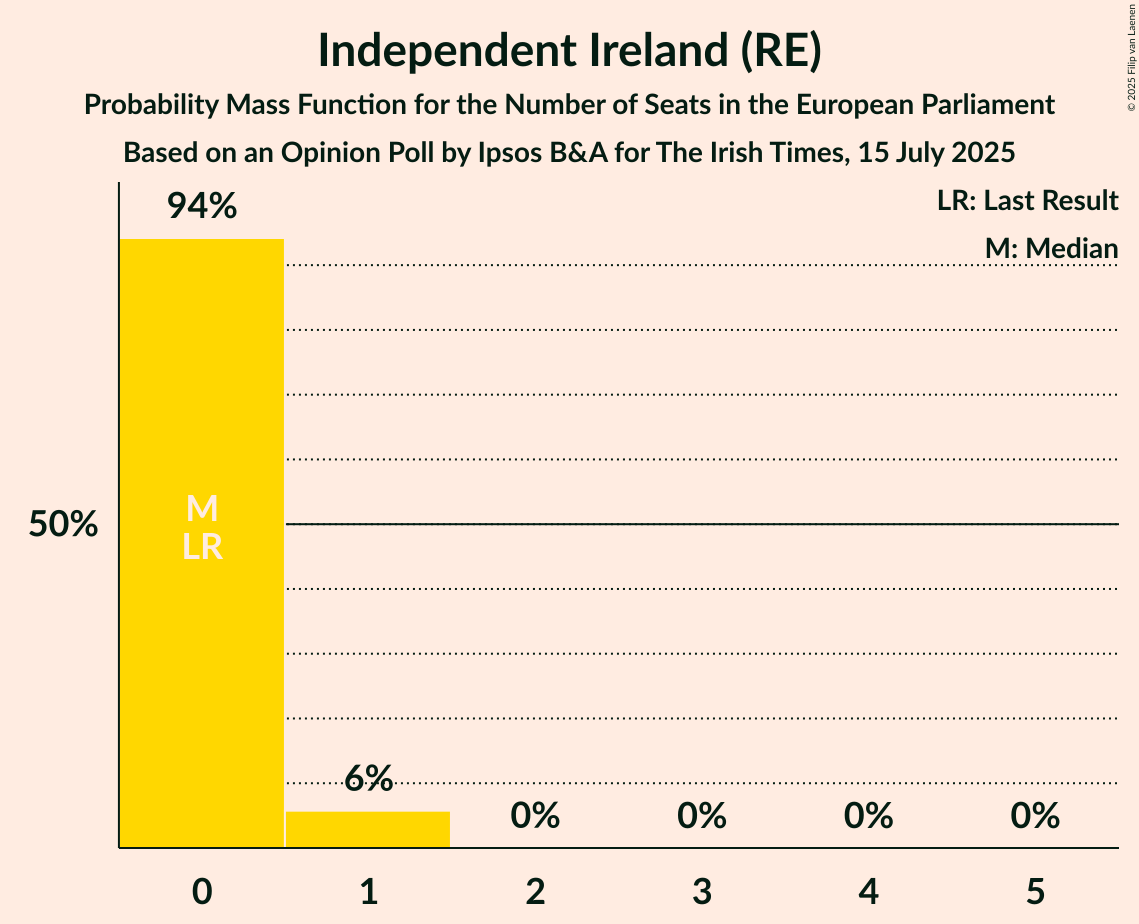 Independent Ireland (RE)
Probability Mass Function for the Number of Seats in the European Parliament
Based on an Opinion Poll by Ipsos B&A for The Irish Times, 15 July 2025
© 2025 Filip van Laenen
LR: Last Result
M: Median
94%
50%
M
LR
6%
0%
0%
0%
0%
0
1
2
3
4
5